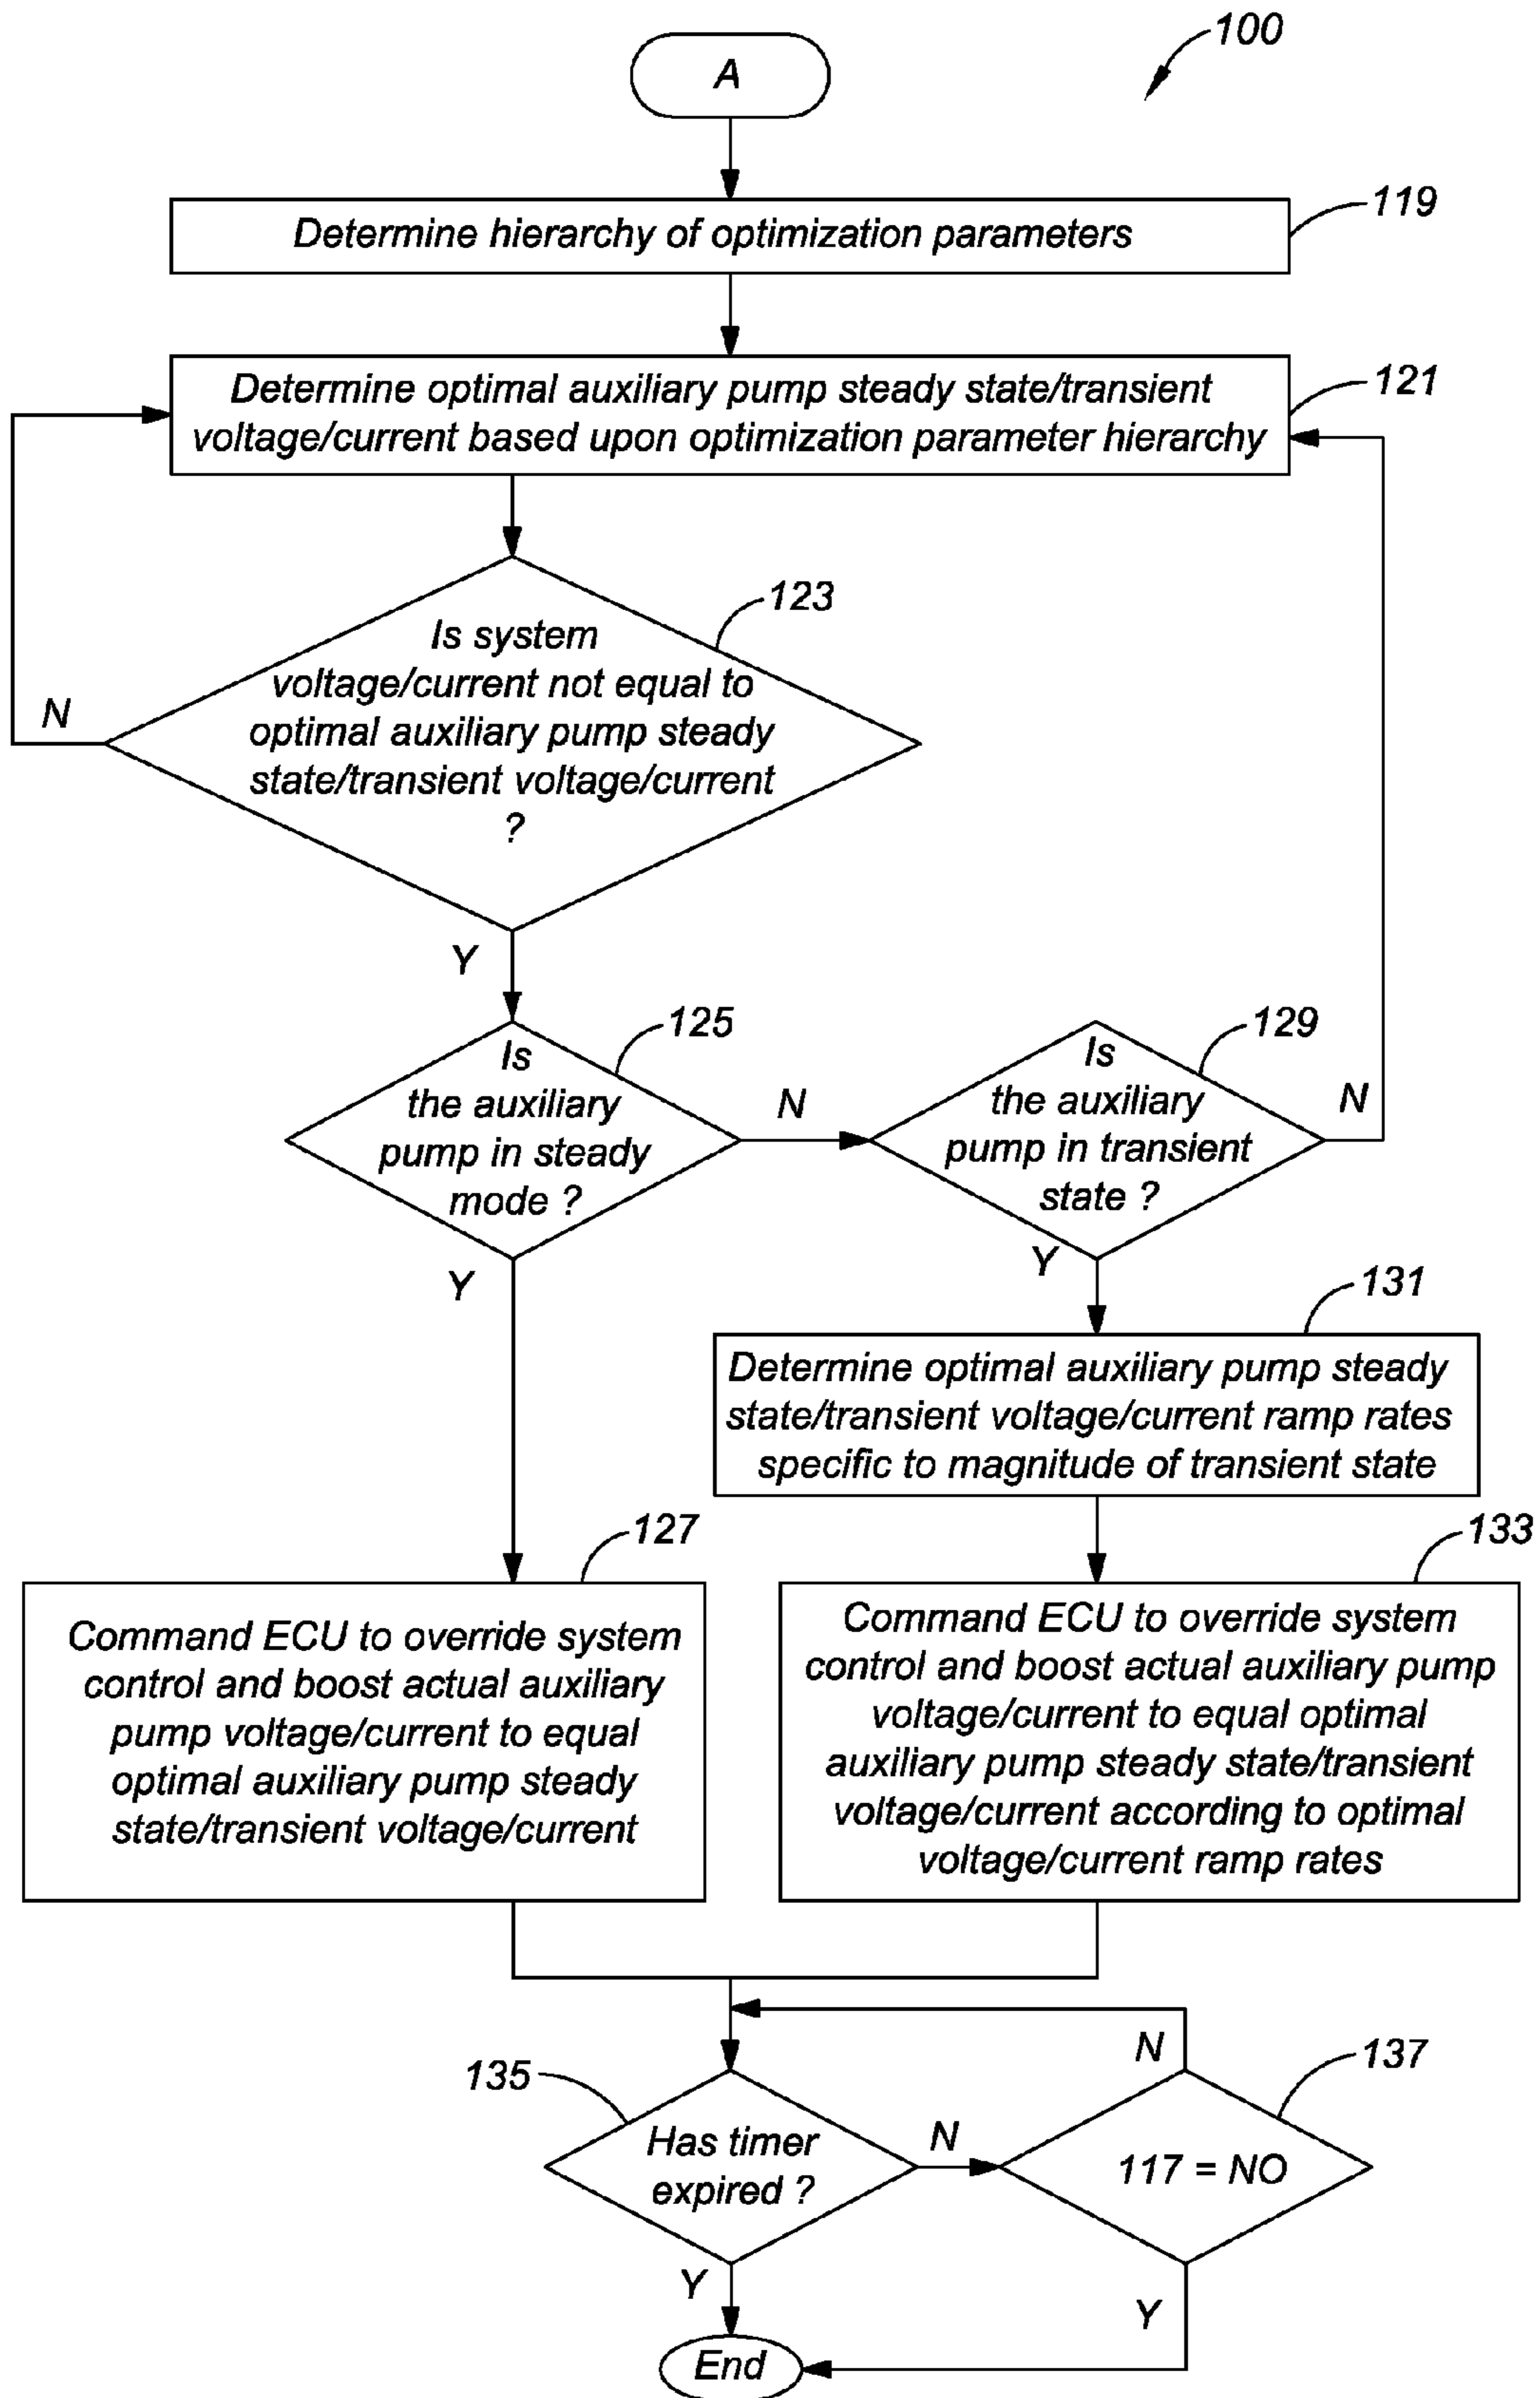 100
A
119
Determine hierarchy of optimization parameters
121
Determine optimal auxiliary pump steady state/transient
voltage/current based upon optimization parameter hierarchy
123
Is system
voltage/current not equal to
optimal auxiliary pump steady
state/transient voltage/current
?
N
Y
125
Is
the auxiliary
pump in steady
mode ?
N
Y
129
Is
the auxiliary
pump in transient
state ?
N
Y
131
Determine optimal auxiliary pump steady
state/transient voltage/current ramp rates
specific to magnitude of transient state
127
Command ECU to override system
control and boost actual auxiliary
pump voltage/current to equal
optimal auxiliary pump steady
state/transient voltage/current
133
Command ECU to override system
control and boost actual auxiliary pump
voltage/current to equal optimal
auxiliary pump steady state/transient
voltage/current according to optimal
voltage/current ramp rates
135
Has timer
expired ?
N
Y
137
117 = NO
N
Y
End